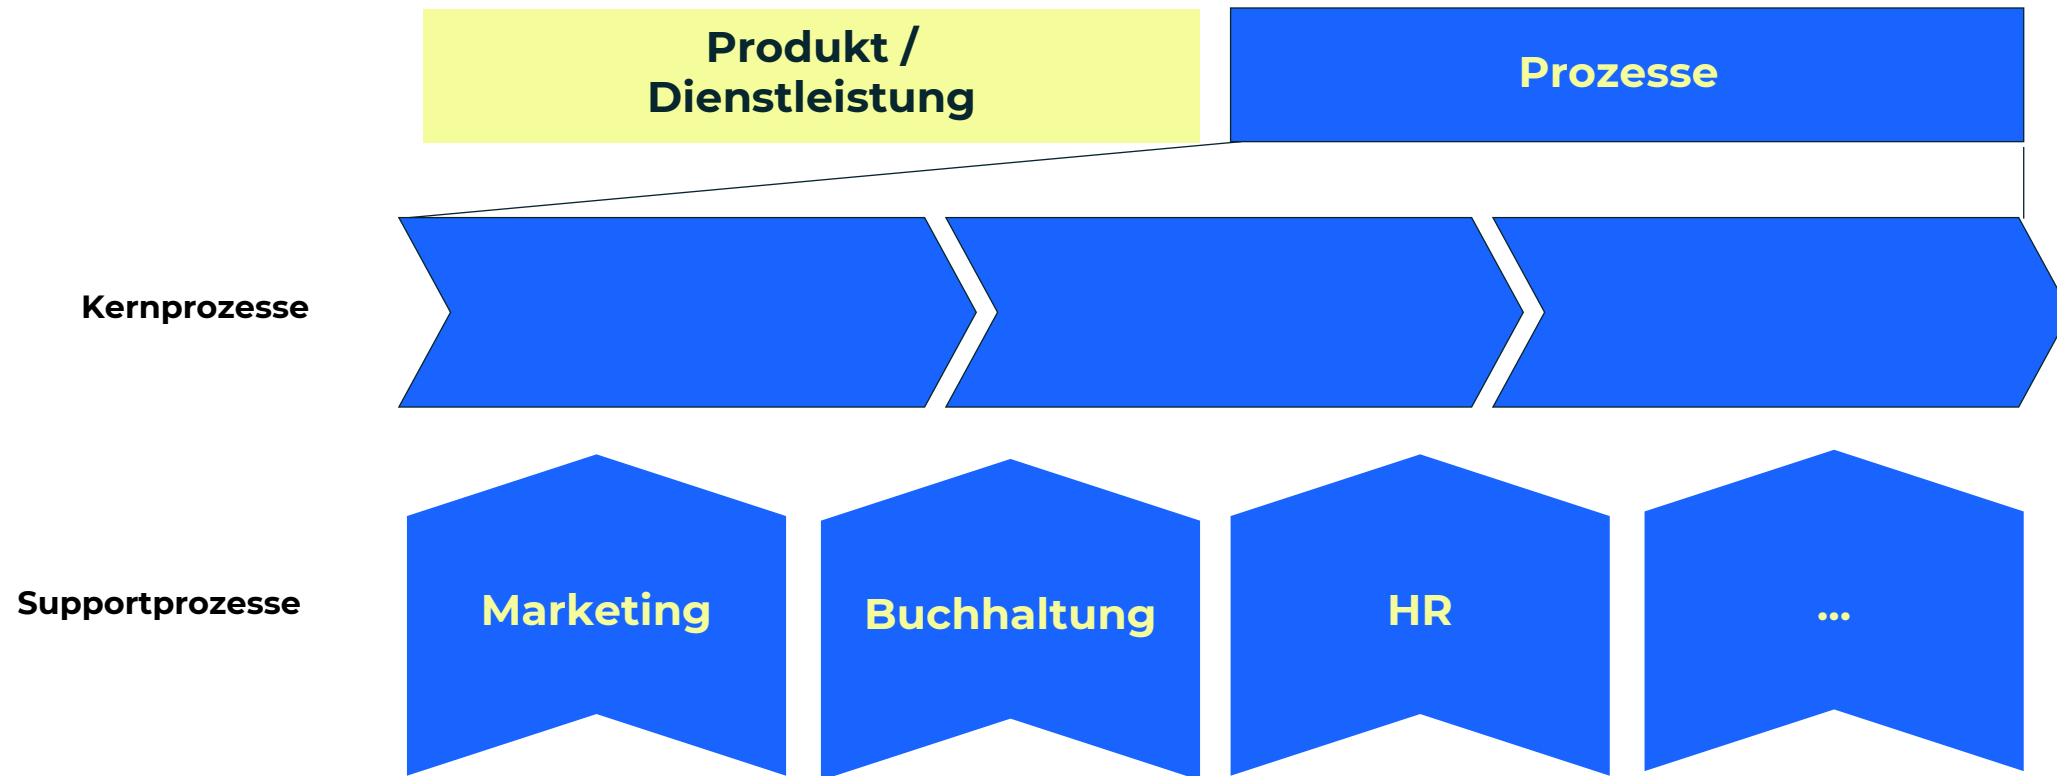 Produkt /
Dienstleistung
Prozesse
Kernprozesse
Supportprozesse
Marketing
Buchhaltung
HR
...